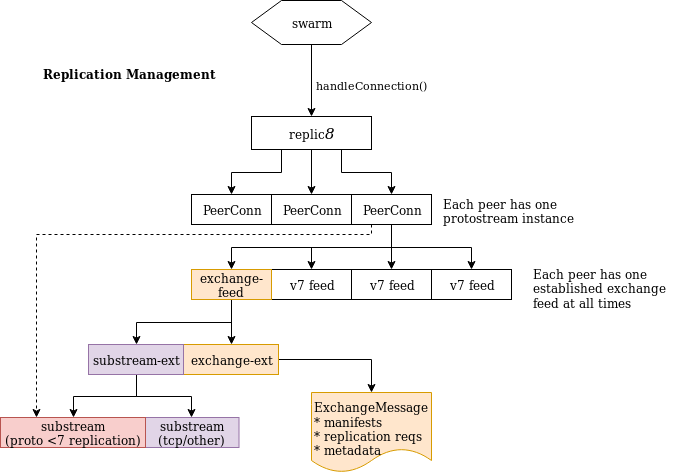 swarm
Replication Management
handleConnection()
replic8
PeerConn
PeerConn
PeerConn
Each peer has one
protostream instance
exchange-
feed
v7 feed
v7 feed
v7 feed
Each peer has one
established exchange
feed at all times
substream-ext
exchange-ext
substream
(proto <7 replication)
substream
(tcp/other)
ExchangeMessage
* manifests
* replication reqs
* metadata